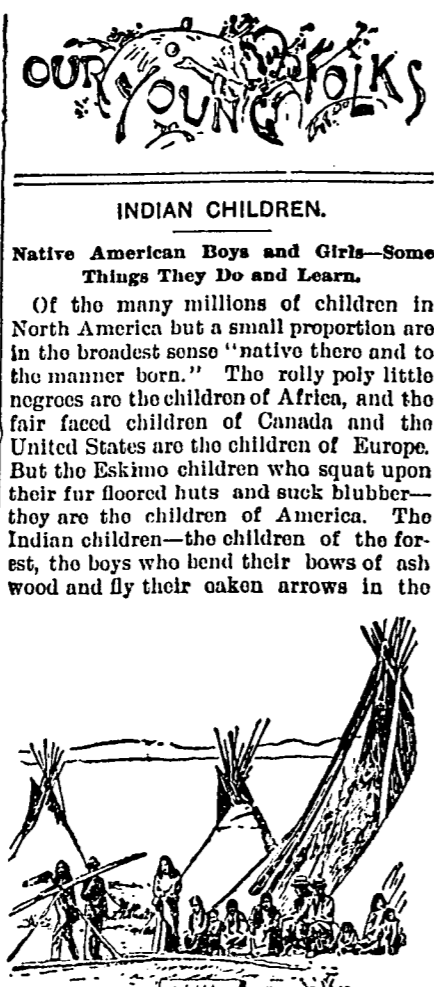 OUR YOUNG FOLKS
INDIAN CHILDREN.
Native American Boys and Girls—Some
Things They Do and Learn.
Of the many millions of children in
North America but a small proportion are
in the broadest sense "native there and to
the manner born." The rolly poly little
negroes are the children of Africa, and the
fair faced children of Canada and the
United States are the children of Europe.
But the Eskimo children who squat upon
their fur floored huts and suck blubber—
they are the children of America. The
Indian children—the children of the for-
est, the boys who bend their bows of ash
wood and fly their oaken arrows in the